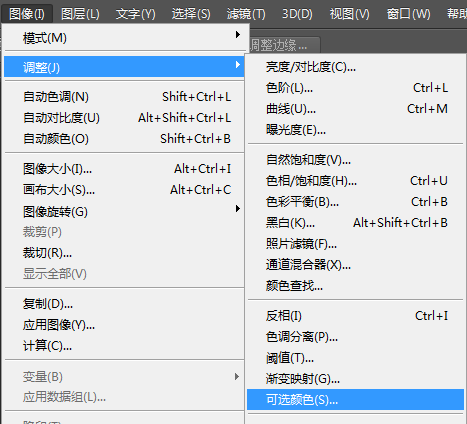 图像(I) 图层(L) 文字(Y) 选择(S) 滤镜(T) 3D(D) 视图(V) 窗口(W) 帮助
调整边缘...
模式(M)
调整(J)
自动色调(N) Shift+Ctrl+L
自动对比度(U) Alt+Shift+Ctrl+L
自动颜色(O) Shift+Ctrl+B
图像大小(I)... Alt+Ctrl+I
画布大小(S)... Alt+Ctrl+C
图像旋转(G)
裁剪(P)
裁切(R)...
显示全部(V)
复制(D)...
应用图像(Y)...
计算(C)...
变量(B)
应用数据组(L)...
亮度/对比度(C)...
色阶(L)... Ctrl+L
曲线(U)... Ctrl+M
曝光度(E)...
自然饱和度(V)...
色相/饱和度(H)... Ctrl+U
色彩平衡(B)... Ctrl+B
黑白(K)... Alt+Shift+Ctrl+B
照片滤镜(F)...
通道混合器(X)...
颜色查找...
反相(I) Ctrl+I
色调分离(P)...
阈值(T)...
渐变映射(G)...
可选颜色(S)...